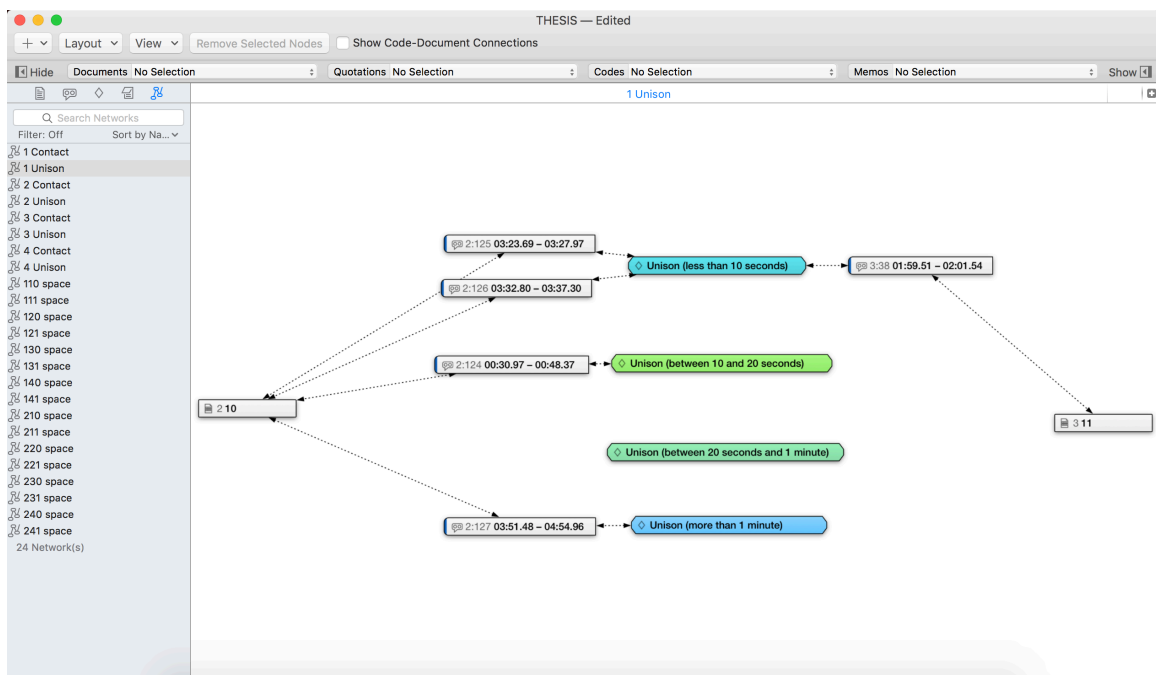 THESIS — Edited
+ Layout View Remove Selected Nodes Show Code-Document Connections
Hide Documents No Selection Quotations No Selection Codes No Selection Memos No Selection Show
1 Unison
Search Networks
Filter: Off Sort by Na...
1 Contact
1 Unison
2 Contact
2 Unison
3 Contact
3 Unison
4 Contact
4 Unison
110 space
111 space
120 space
121 space
130 space
131 space
140 space
141 space
210 space
211 space
220 space
221 space
230 space
231 space
240 space
241 space
24 Network(s)
2:125 03:23.69 – 03:27.97
Unison (less than 10 seconds)
3:38 01:59.51 – 02:01.54
2:126 03:32.80 – 03:37.30
2:124 00:30.97 – 00:48.37
Unison (between 10 and 20 seconds)
2 10
3 11
Unison (between 20 seconds and 1 minute)
2:127 03:51.48 – 04:54.96
Unison (more than 1 minute)